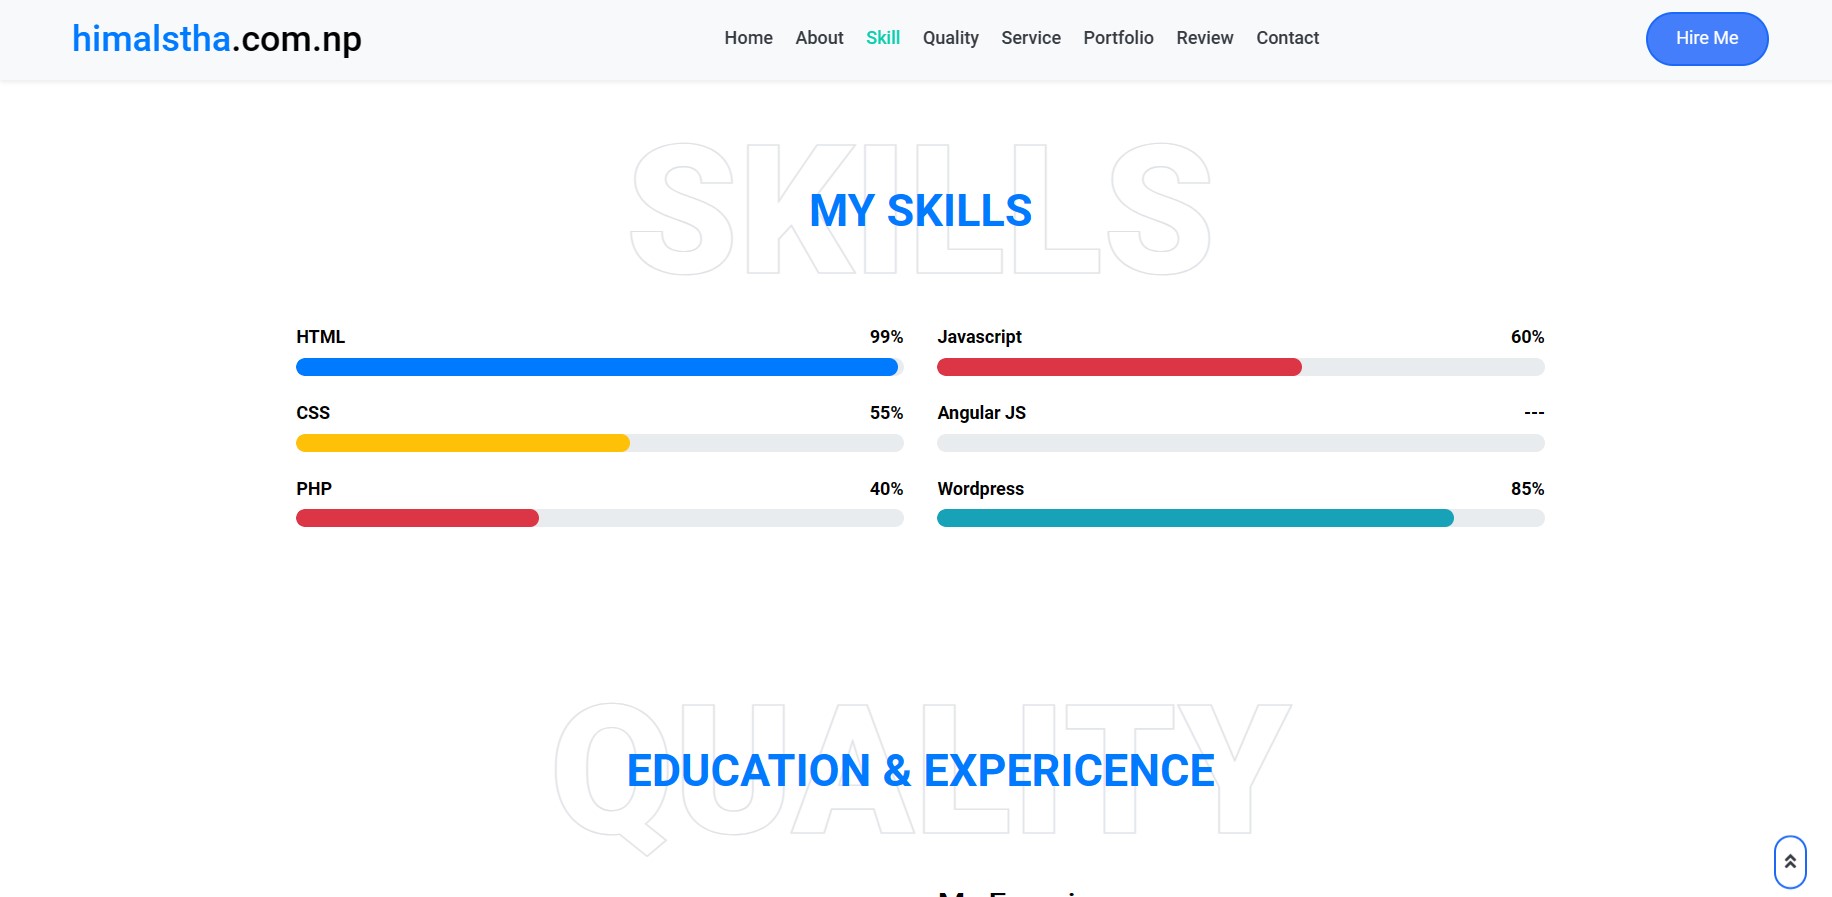 himalstha.com.np
Home About Skill Quality Service Portfolio Review Contact
Hire Me
SKILLS
MY SKILLS
HTML 99%
Javascript 60%
CSS 55%
Angular JS ---
PHP 40%
Wordpress 85%
QUALITY
EDUCATION & EXPERICENCE